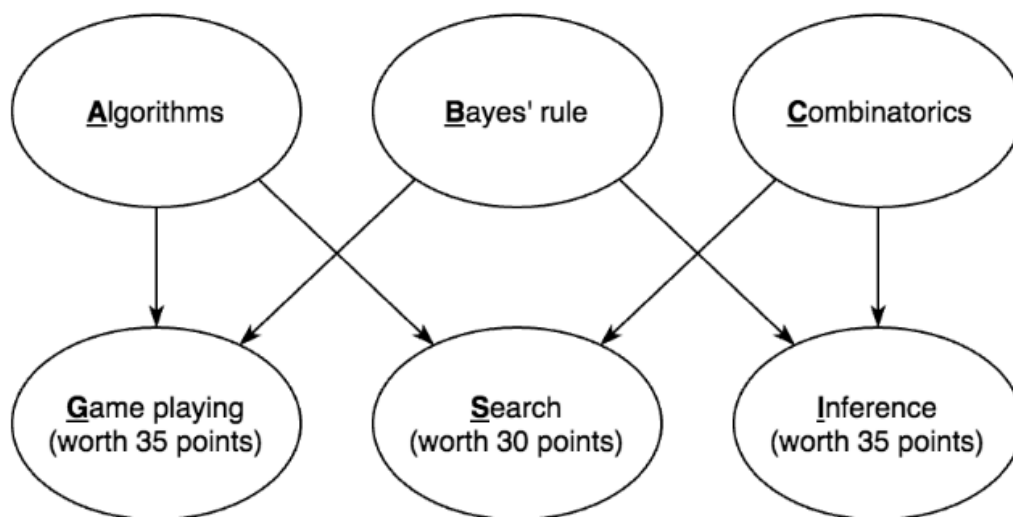 Algorithms
Bayes' rule
Combinatorics
Game playing
(worth 35 points)
Search
(worth 30 points)
Inference
(worth 35 points)